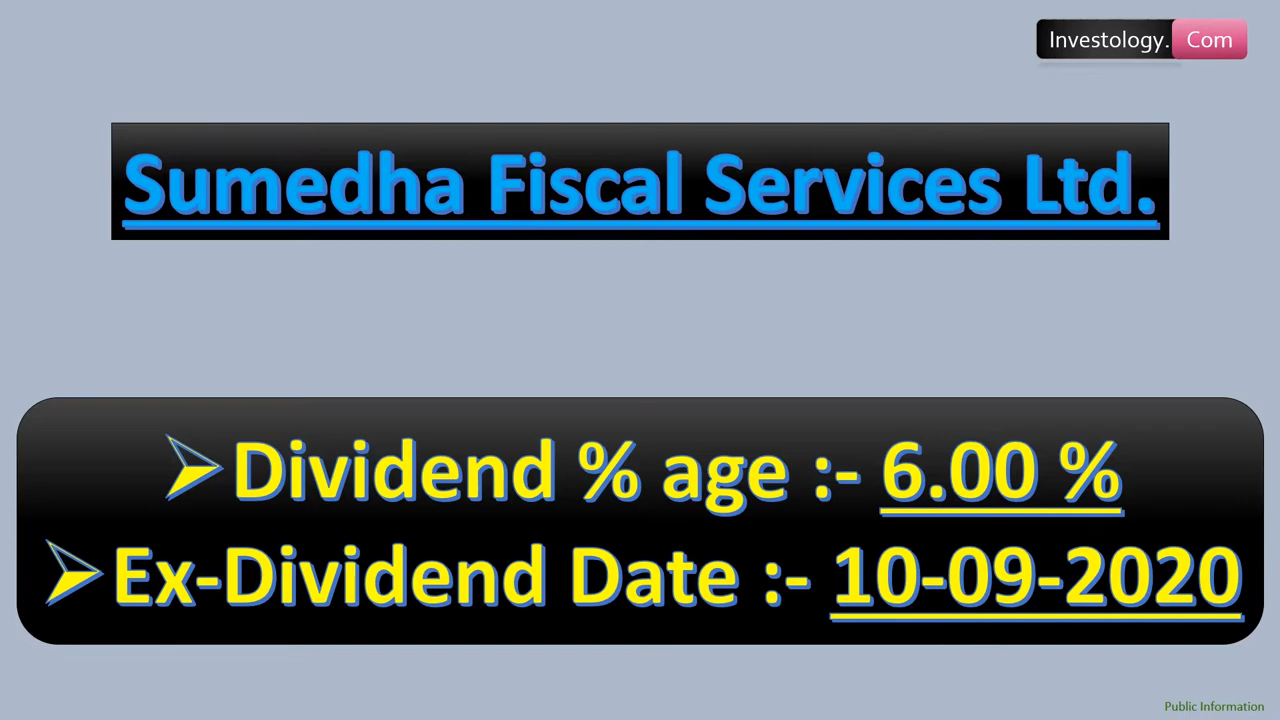 Investology. Com
Sumedha Fiscal Services Ltd.
➢Dividend % age :- 6.00 %
➢Ex-Dividend Date :- 10-09-2020
Public Information